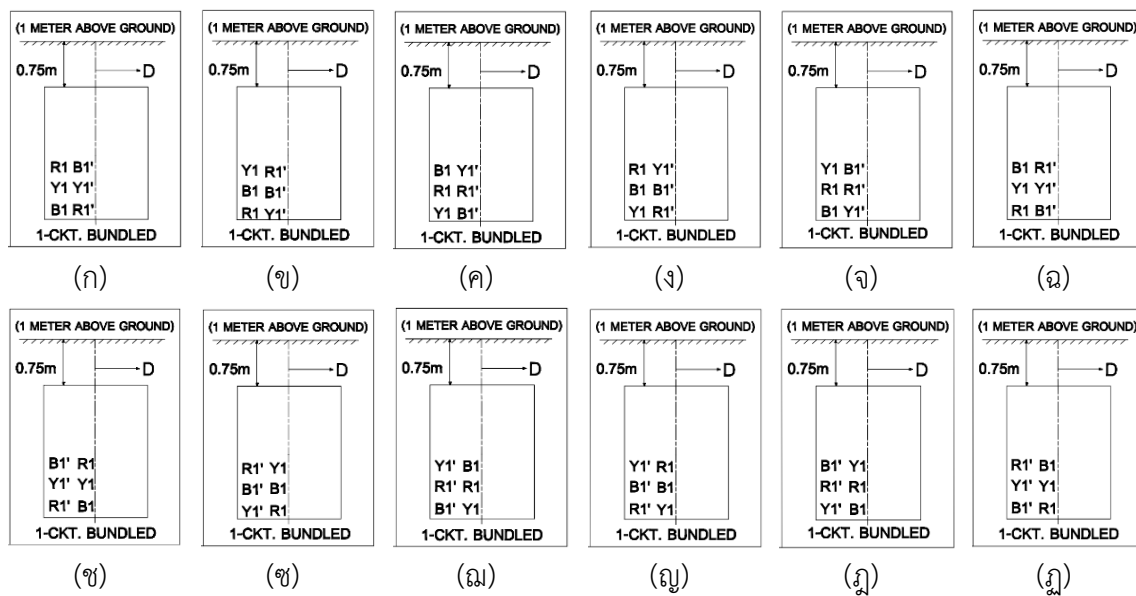 (1 METER ABOVE GROUND) (1 METER ABOVE GROUND) (1 METER ABOVE GROUND) (1 METER ABOVE GROUND) (1 METER ABOVE GROUND) (1 METER ABOVE GROUND)
0.75m D 0.75m D 0.75m D 0.75m D 0.75m D 0.75m D
R1 B1' Y1 R1' B1 Y1' R1 Y1' Y1 B1' B1 R1'
Y1 Y1' B1 B1' R1 R1' B1 B1' R1 R1' Y1 Y1'
B1 R1' R1 Y1' Y1 B1' Y1 R1' B1 Y1' R1 B1'
1-CKT. BUNDLED 1-CKT. BUNDLED 1-CKT. BUNDLED 1-CKT. BUNDLED 1-CKT. BUNDLED 1-CKT. BUNDLED
(ก) (ข) (ค) (ง) (จ) (ฉ)
(1 METER ABOVE GROUND) (1 METER ABOVE GROUND) (1 METER ABOVE GROUND) (1 METER ABOVE GROUND) (1 METER ABOVE GROUND) (1 METER ABOVE GROUND)
0.75m D 0.75m D 0.75m D 0.75m D 0.75m D 0.75m D
B1' R1 R1' Y1 Y1' B1 Y1' R1 B1' Y1 R1' B1
Y1' Y1 B1' B1 R1' R1 B1' B1 R1' R1 Y1' Y1
R1' B1 Y1' R1 B1' Y1 R1' Y1 Y1' B1 B1' R1
1-CKT. BUNDLED 1-CKT. BUNDLED 1-CKT. BUNDLED 1-CKT. BUNDLED 1-CKT. BUNDLED 1-CKT. BUNDLED
(ช) (ซ) (ฌ) (ญ) (ฎ) (ฏ)